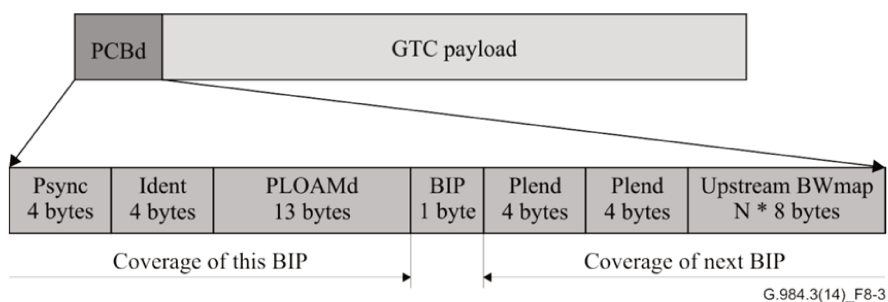 PCBd
GTC payload
Psync
4 bytes
Ident
4 bytes
PLOAMd
13 bytes
BIP
1 byte
Plend
4 bytes
Plend
4 bytes
Upstream BWmap
N * 8 bytes
Coverage of this BIP
Coverage of next BIP
G.984.3(14)_F8-3